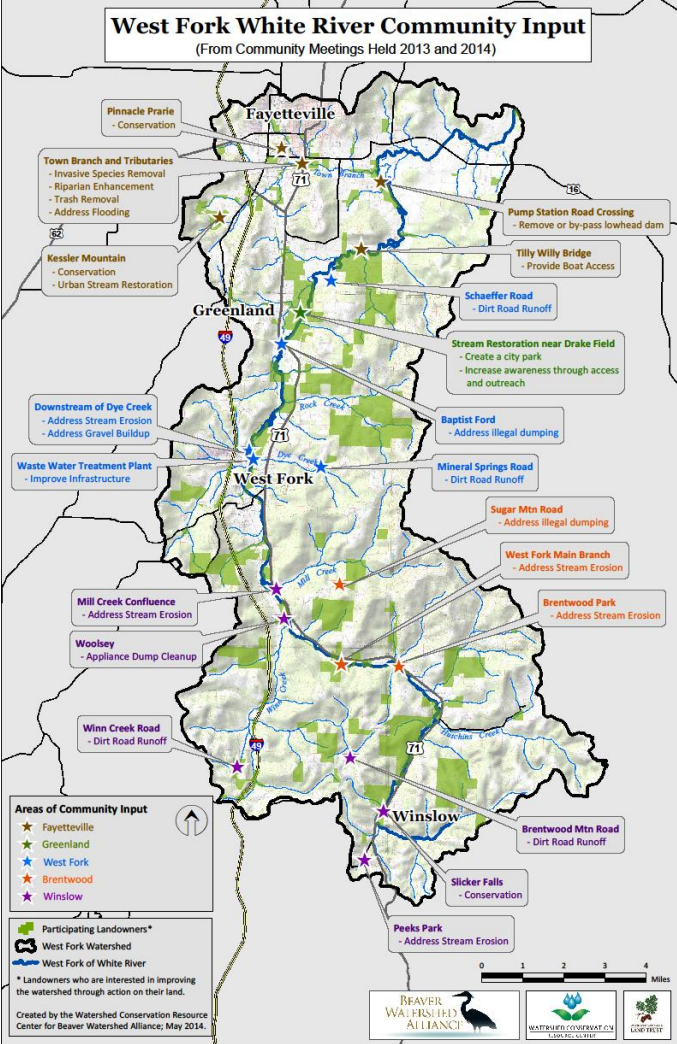 West Fork White River Community Input
(From Community Meetings Held 2013 and 2014)
Pinnacle Prarie
- Conservation
Fayetteville
Town Branch and Tributaries
- Invasive Species Removal
- Riparian Enhancement
- Trash Removal
- Address Flooding
71
Town Branch
16
62
Pump Station Road Crossing
- Remove or by-pass lowhead dam
Kessler Mountain
- Conservation
- Urban Stream Restoration
Tilly Willy Bridge
- Provide Boat Access
Schaeffer Road
- Dirt Road Runoff
Greenland
49
Stream Restoration near Drake Field
- Create a city park
- Increase awareness through access
and outreach
Downstream of Dye Creek
- Address Stream Erosion
- Address Gravel Buildup
Rock Creek
71
Baptist Ford
- Address illegal dumping
Waste Water Treatment Plant
- Improve Infrastructure
Dye Creek
West Fork
Mineral Springs Road
- Dirt Road Runoff
Sugar Mtn Road
- Address illegal dumping
West Fork Main Branch
- Address Stream Erosion
Mill Creek
Mill Creek Confluence
- Address Stream Erosion
Brentwood Park
- Address Stream Erosion
Woolsey
- Appliance Dump Cleanup
Winn Creek
Winn Creek Road
- Dirt Road Runoff
49
71
Hutchins Creek
Winslow
Brentwood Mtn Road
- Dirt Road Runoff
Slicker Falls
- Conservation
Peeks Park
- Address Stream Erosion
Areas of Community Input
Fayetteville
Greenland
West Fork
Brentwood
Winslow
Participating Landowners*
West Fork Watershed
West Fork of White River
* Landowners who are interested in improving
the watershed through action on their land.
Created by the Watershed Conservation Resource
Center for Beaver Watershed Alliance; May 2014.
0 1 2 3 4
Miles
BEAVER
WATERSHED
ALLIANCE
WATERSHED CONSERVATION
RESOURCE CENTER
LAND TRUST